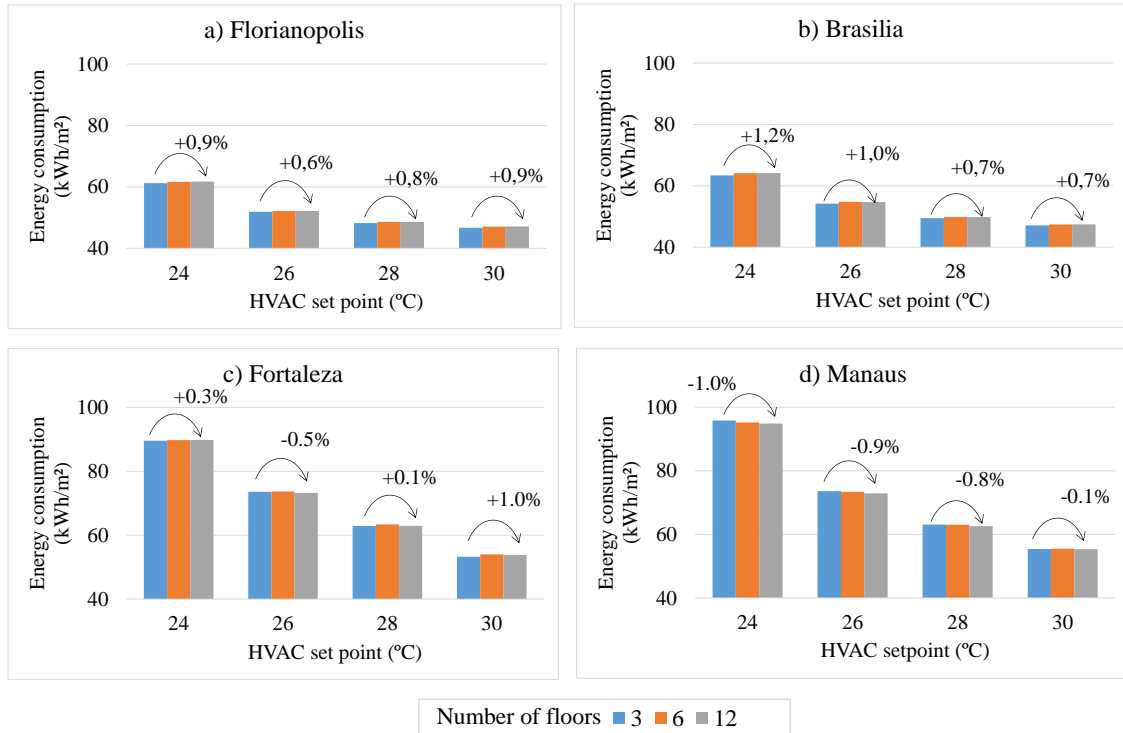 a) Florianopolis
Energy consumption
(kWh/m²)
100
80
60
40
+0,9%
+0,6%
+0,8%
+0,9%
24 26 28 30
HVAC set point (ºC)
b) Brasilia
Energy consumption
(kWh/m²)
100
80
60
40
+1,2%
+1,0%
+0,7%
+0,7%
24 26 28 30
HVAC set point (ºC)
c) Fortaleza
Energy consumption
(kWh/m²)
100
80
60
40
+0.3%
-0.5%
+0.1%
+1.0%
24 26 28 30
HVAC set point (ºC)
d) Manaus
Energy consumption
(kWh/m²)
100
80
60
40
-1.0%
-0.9%
-0.8%
-0.1%
24 26 28 30
HVAC setpoint (ºC)
Number of floors 3 6 12